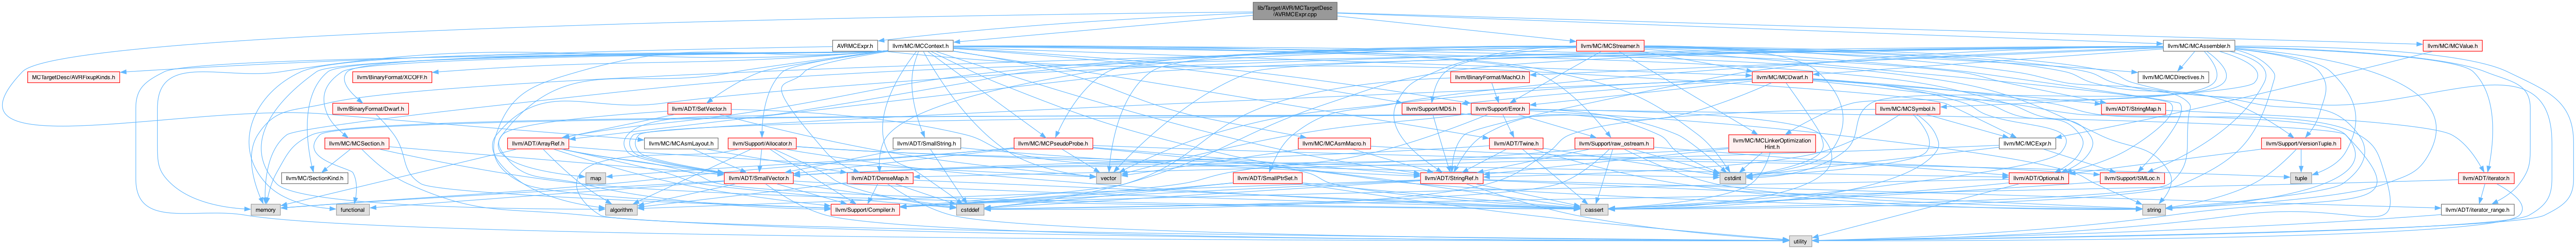 lib/Target/AVR/MCTargetDesc
/AVRMCExpr.cpp
AVRMCExpr.h
llvm/MC/MCContext.h
llvm/MC/MCStreamer.h
llvm/MC/MCAssembler.h
llvm/MC/MCValue.h
MCTargetDesc/AVRFixupKinds.h
llvm/BinaryFormat/XCOFF.h
llvm/BinaryFormat/MachO.h
llvm/MC/MCDwarf.h
llvm/MC/MCDirectives.h
llvm/BinaryFormat/Dwarf.h
llvm/ADT/SetVector.h
llvm/Support/MD5.h
llvm/Support/Error.h
llvm/MC/MCSymbol.h
llvm/ADT/StringMap.h
llvm/MC/MCSection.h
llvm/ADT/ArrayRef.h
llvm/MC/MCAsmLayout.h
llvm/Support/Allocator.h
llvm/ADT/SmallString.h
llvm/MC/MCPseudoProbe.h
llvm/MC/MCAsmMacro.h
llvm/ADT/Twine.h
llvm/Support/raw_ostream.h
llvm/MC/MCLinkerOptimization
Hint.h
llvm/MC/MCExpr.h
llvm/Support/VersionTuple.h
llvm/MC/SectionKind.h
map
llvm/ADT/SmallVector.h
llvm/ADT/DenseMap.h
vector
llvm/ADT/SmallPtrSet.h
llvm/ADT/StringRef.h
cstdint
llvm/ADT/Optional.h
llvm/Support/SMLoc.h
tuple
llvm/ADT/iterator.h
memory
functional
algorithm
llvm/Support/Compiler.h
cstddef
cassert
string
llvm/ADT/iterator_range.h
utility